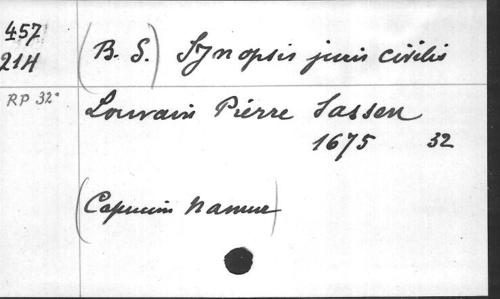 457
214
(B. S.) Synopsis juris civilis
RP 32°
Louvain Pierre Sassen
1675 32
(Capucin Namur)